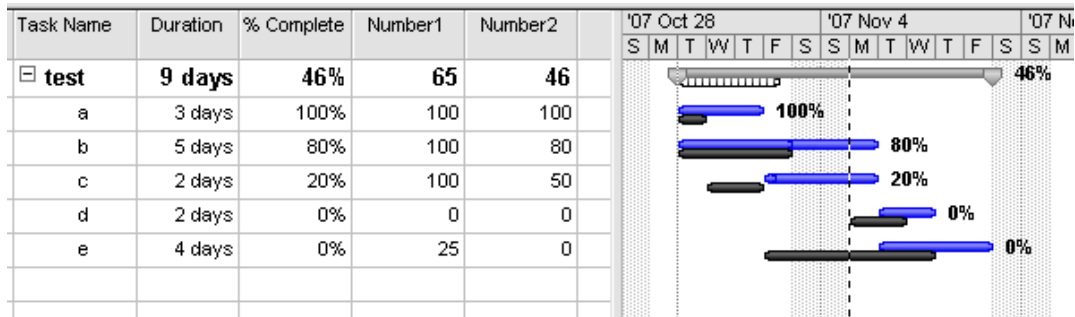 Task Name Duration % Complete Number1 Number2 '07 Oct 28 '07 Nov 4 '07 N
S M T W T F S S M T W T F S S M
test 9 days 46% 65 46 46%
a 3 days 100% 100 100 100%
b 5 days 80% 100 80 80%
c 2 days 20% 100 50 20%
d 2 days 0% 0 0 0%
e 4 days 0% 25 0 0%